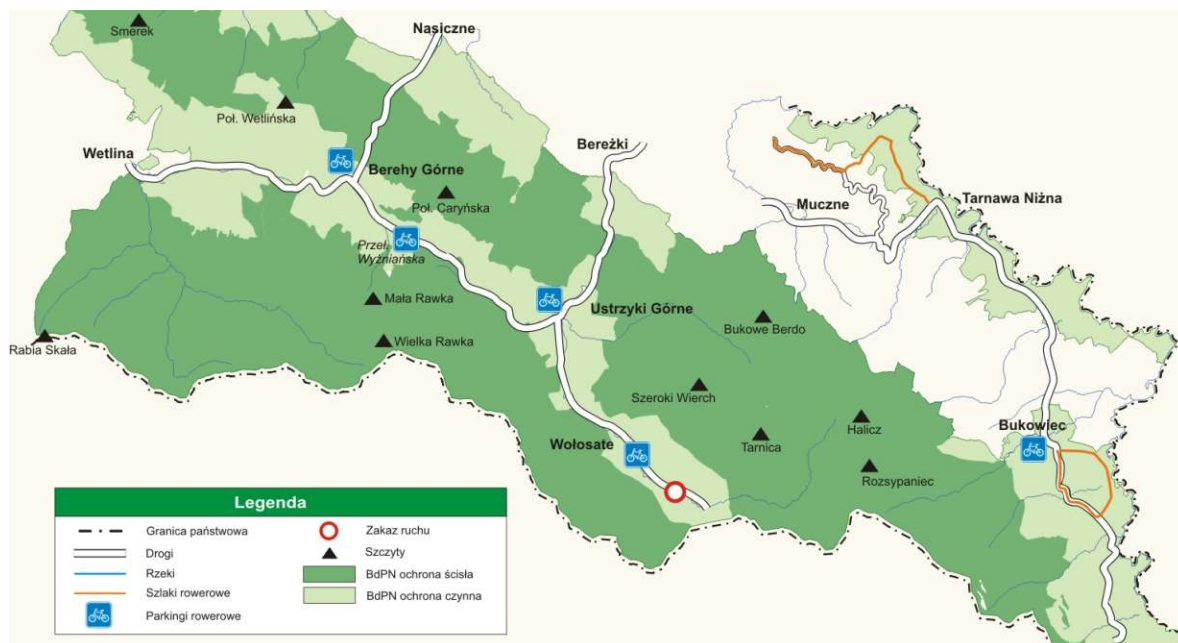 Smerek
Nasiczne
Poł. Wetlińska
Wetlina
Berehy Górne
Bereżki
Poł. Caryńska
Muczne
Tarnawa Niżna
Przeł.
Wyżniańska
Mała Rawka
Ustrzyki Górne
Bukowe Berdo
Wielka Rawka
Rabia Skała
Szeroki Wierch
Halicz
Bukowiec
Wołosate
Tarnica
Rozsypaniec
Legenda
Granica państwowa
Drogi
Rzeki
Szlaki rowerowe
Parkingi rowerowe
Zakaz ruchu
Szczyty
BdPN ochrona ścisła
BdPN ochrona czynna